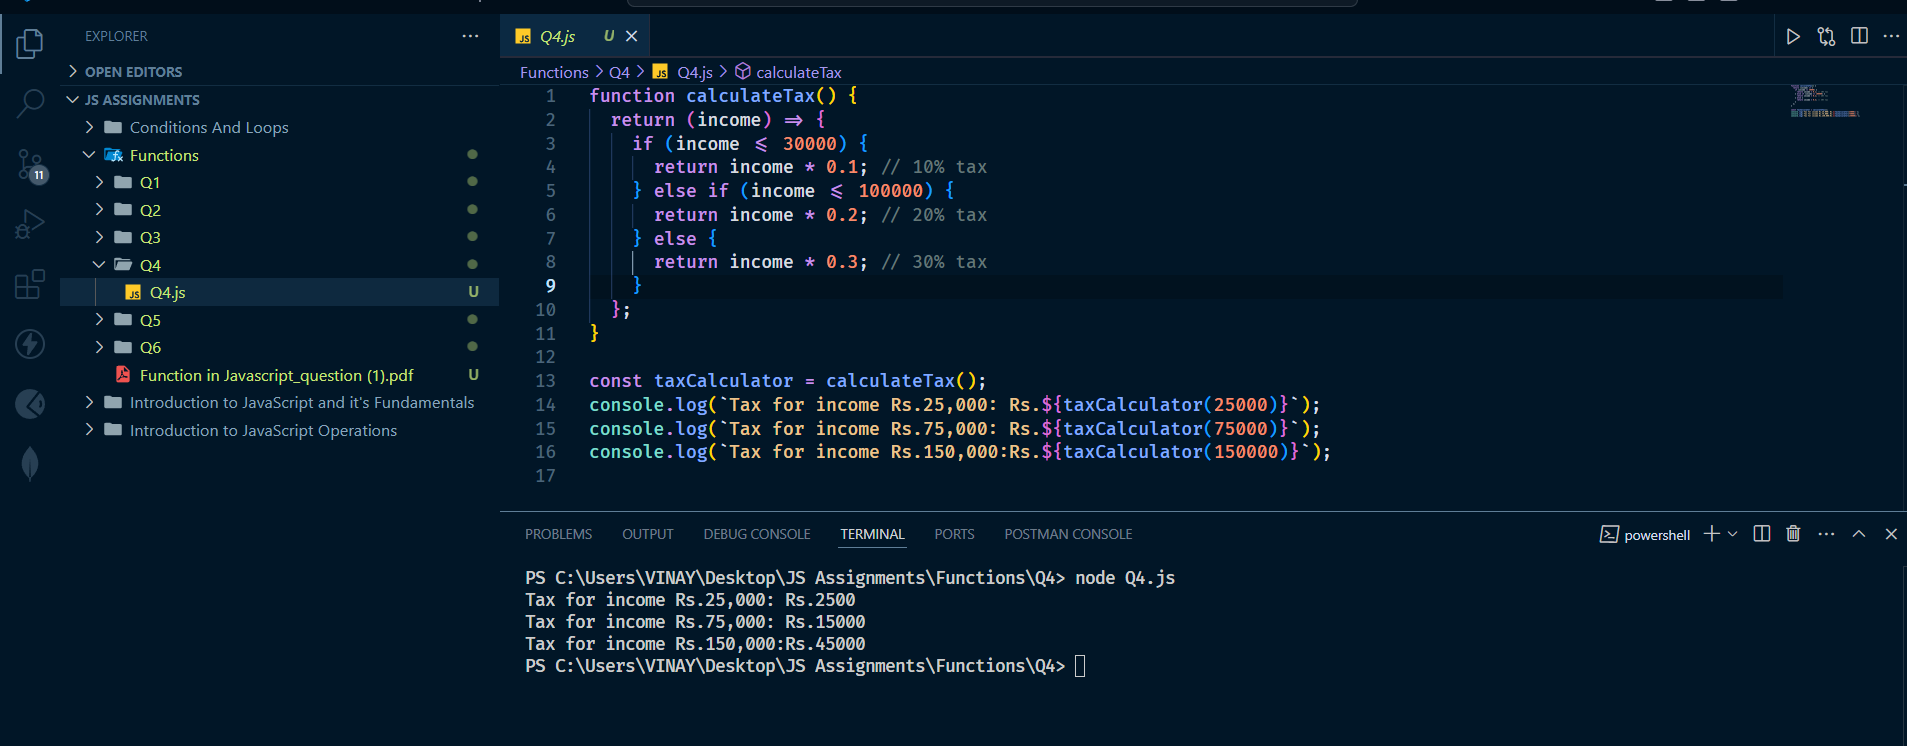 EXPLORER
OPEN EDITORS
JS ASSIGNMENTS
Conditions And Loops
Functions
Q1
Q2
Q3
Q4
JS Q4.js U
Q5
Q6
Function in Javascript_question (1).pdf U
Introduction to JavaScript and it's Fundamentals
Introduction to JavaScript Operations
11
JS Q4.js U
Functions > Q4 > JS Q4.js > calculateTax
1 function calculateTax() {
2 return (income) => {
3 if (income <= 30000) {
4 return income * 0.1; // 10% tax
5 } else if (income <= 100000) {
6 return income * 0.2; // 20% tax
7 } else {
8 return income * 0.3; // 30% tax
9 }
10 };
11 }
12
13 const taxCalculator = calculateTax();
14 console.log(`Tax for income Rs.25,000: Rs.${taxCalculator(25000)}`);
15 console.log(`Tax for income Rs.75,000: Rs.${taxCalculator(75000)}`);
16 console.log(`Tax for income Rs.150,000:Rs.${taxCalculator(150000)}`);
17
PROBLEMS OUTPUT DEBUG CONSOLE TERMINAL PORTS POSTMAN CONSOLE powershell
PS C:\Users\VINAY\Desktop\JS Assignments\Functions\Q4> node Q4.js
Tax for income Rs.25,000: Rs.2500
Tax for income Rs.75,000: Rs.15000
Tax for income Rs.150,000:Rs.45000
PS C:\Users\VINAY\Desktop\JS Assignments\Functions\Q4>